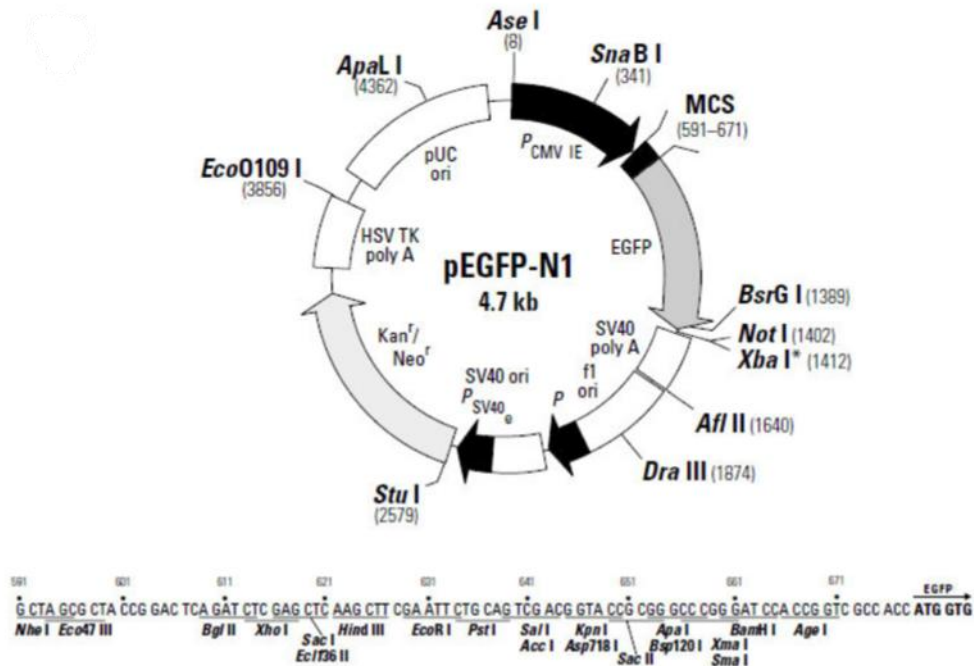 Ase I
(8)
SnaB I
(341)
ApaL I
(4362)
MCS
(591–671)
P CMV IE
pUC
ori
EcoO109 I
(3856)
HSV TK
poly A
EGFP
pEGFP-N1
4.7 kb
BsrG I (1389)
Not I (1402)
Xba I* (1412)
SV40
poly A
Kanr/
Neor
f1
ori
SV40 ori
P SV40 e
P
Afl II (1640)
Dra III (1874)
Stu I
(2579)
591 601 611 621 631 641 651 661 671 EGFP
G CTA GCG CTA CCG GAC TCA GAT CTC GAG CTC AAG CTT CGA ATT CTG CAG TCG ACG GTA CCG CGG GCC CGG GAT CCA CCG GTC GCC ACC ATG GTG
Nhe I Eco47 III Bgl II Xho I Hind III EcoR I Pst I Sal I Kpn I Apa I BamH I Age I
Sac I Acc I Asp718 I Bsp120 I Xma I
Ecl136 II Sac II Sma I